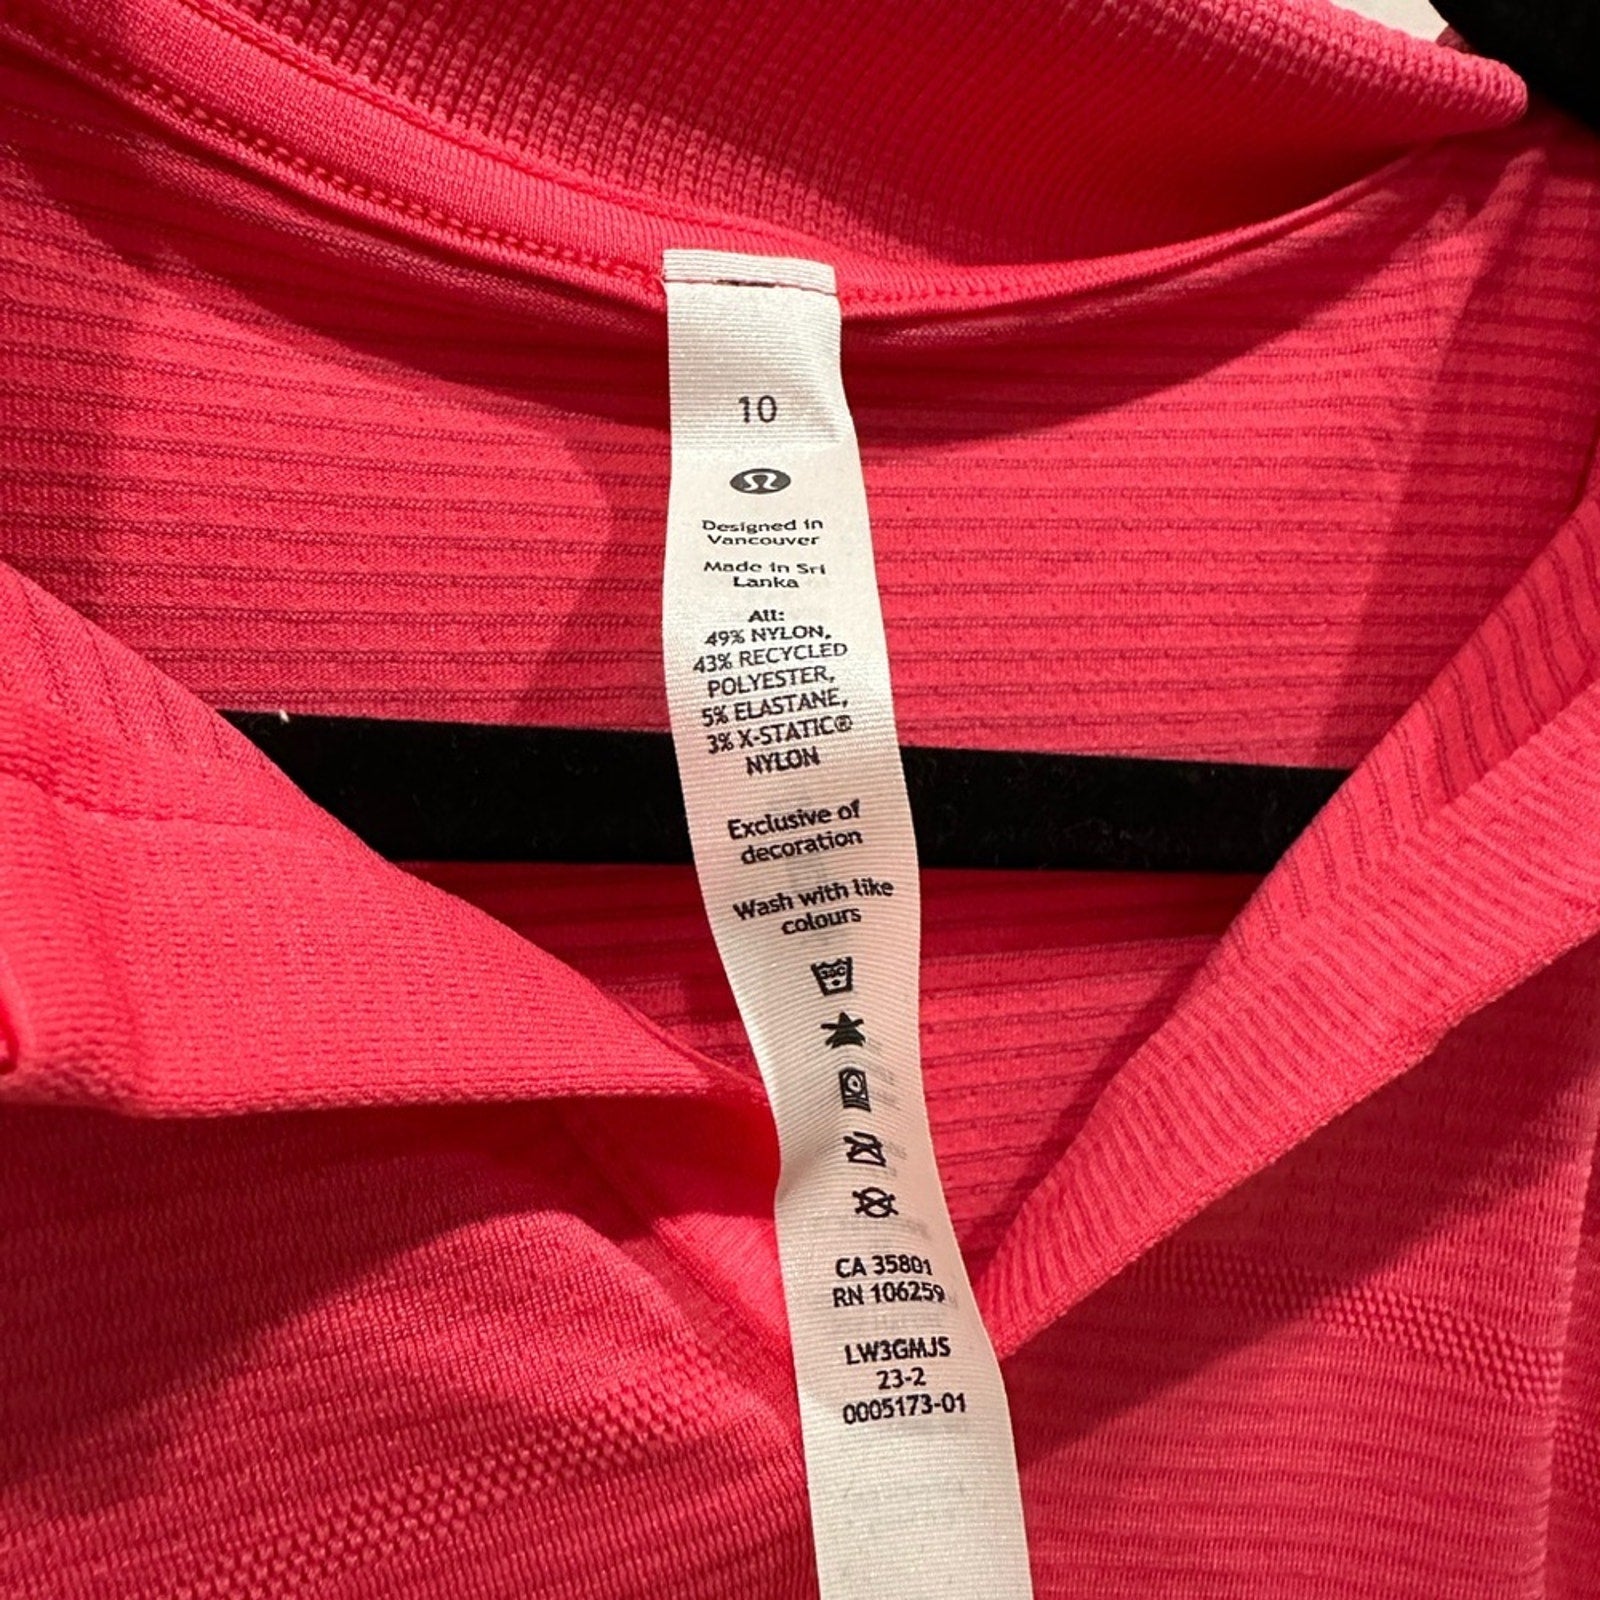 10
Designed in
Vancouver
Made in Sri
Lanka
All:
49% NYLON,
43% RECYCLED
POLYESTER,
5% ELASTANE,
3% X-STATIC®
NYLON
Exclusive of
decoration
Wash with like
colours
30C
CA 35801
RN 106259
LW3GMJS
23-2
0005173-01